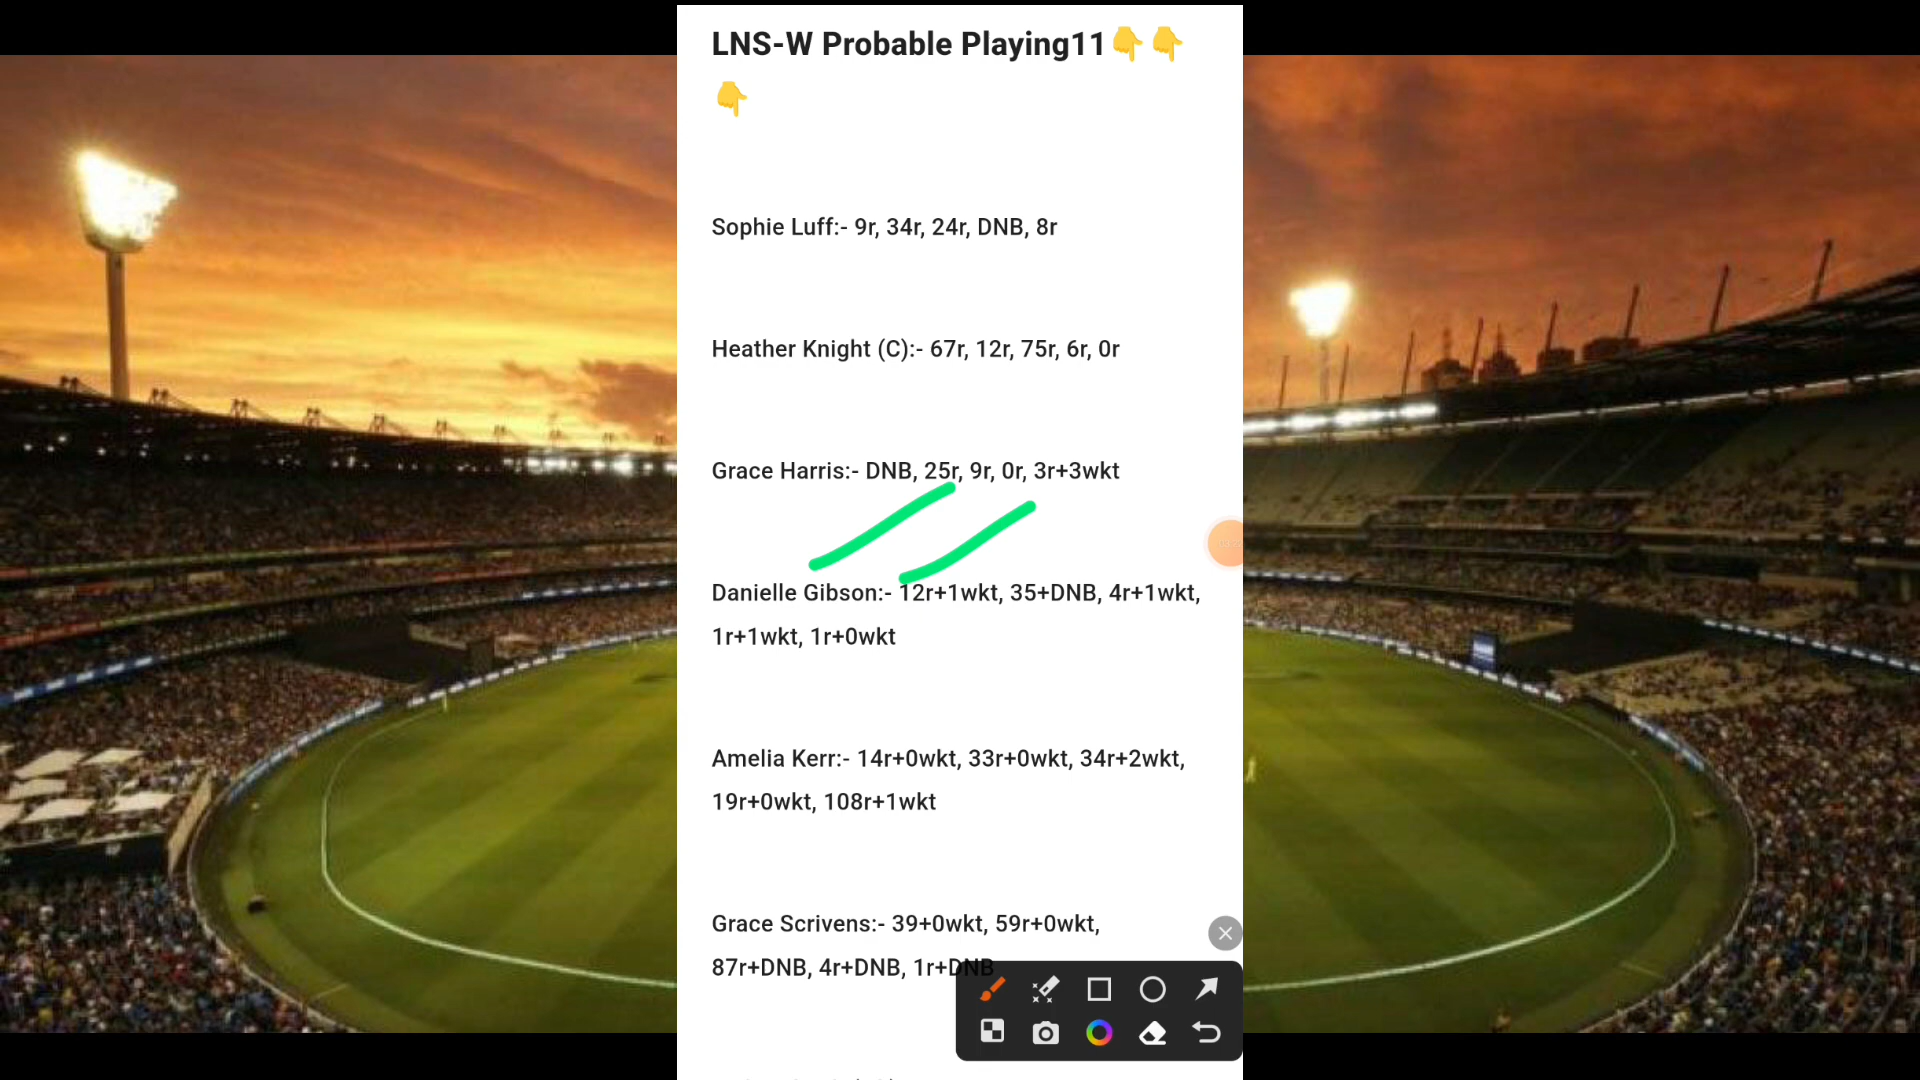 LNS-W Probable Playing11👇👇
👇
Sophie Luff:- 9r, 34r, 24r, DNB, 8r
Heather Knight (C):- 67r, 12r, 75r, 6r, 0r
Grace Harris:- DNB, 25r, 9r, 0r, 3r+3wkt
Danielle Gibson:- 12r+1wkt, 35+DNB, 4r+1wkt,
1r+1wkt, 1r+0wkt
Amelia Kerr:- 14r+0wkt, 33r+0wkt, 34r+2wkt,
19r+0wkt, 108r+1wkt
Grace Scrivens:- 39+0wkt, 59r+0wkt,
87r+DNB, 4r+DNB, 1r+DNB